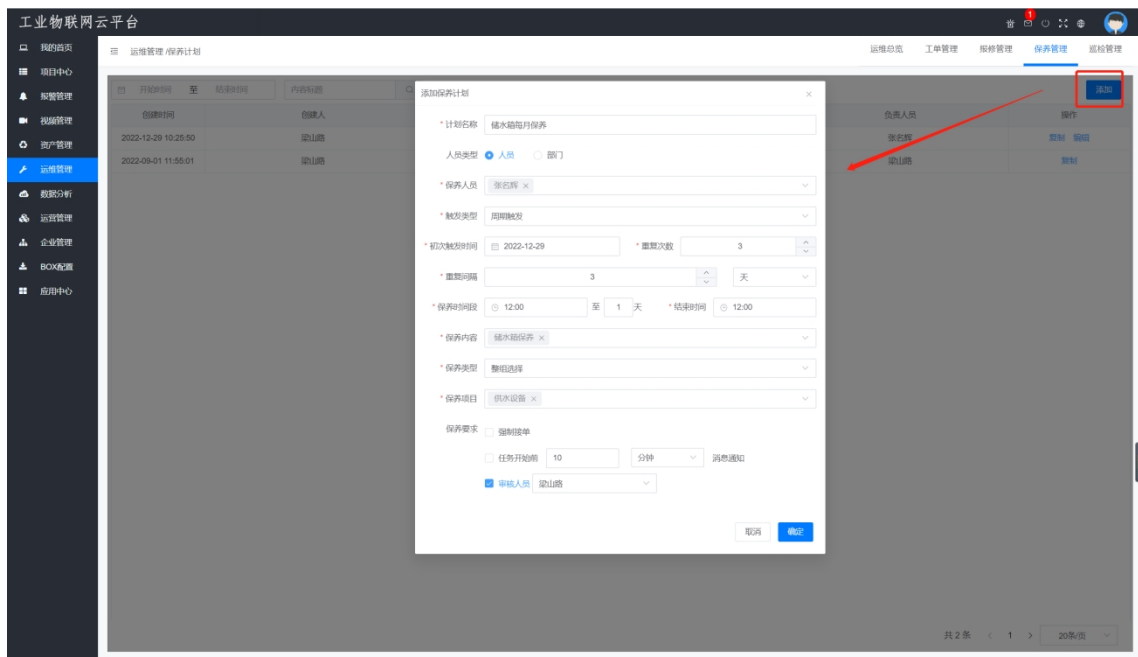 工业物联网云平台
1
我的首页
项目中心
报警管理
视频管理
资产管理
运维管理
数据分析
运营管理
企业管理
BOX配置
应用中心
运维管理 /保养计划
运维总览 工单管理 报修管理 保养管理 巡检管理
开始时间 至 结束时间 内容标题
添加
创建时间 创建人 负责人员 操作
2022-12-29 10:25:50 梁山路 张名辉 复制 编辑
2022-09-01 11:55:01 梁山路 梁山路 复制
添加保养计划
* 计划名称 储水箱每月保养
人员类型 人员 部门
* 保养人员 张名辉 ×
* 触发类型 周期触发
* 初次触发时间 2022-12-29 * 重复次数 3
* 重复间隔 3 天
* 保养时间段 12:00 至 1 天 * 结束时间 12:00
* 保养内容 储水箱保养 ×
* 保养类型 整组选择
* 保养项目 供水设备 ×
保养要求 强制接单
任务开始前 10 分钟 消息通知
审核人员 梁山路
取消 确定
共 2 条 < 1 > 20条/页